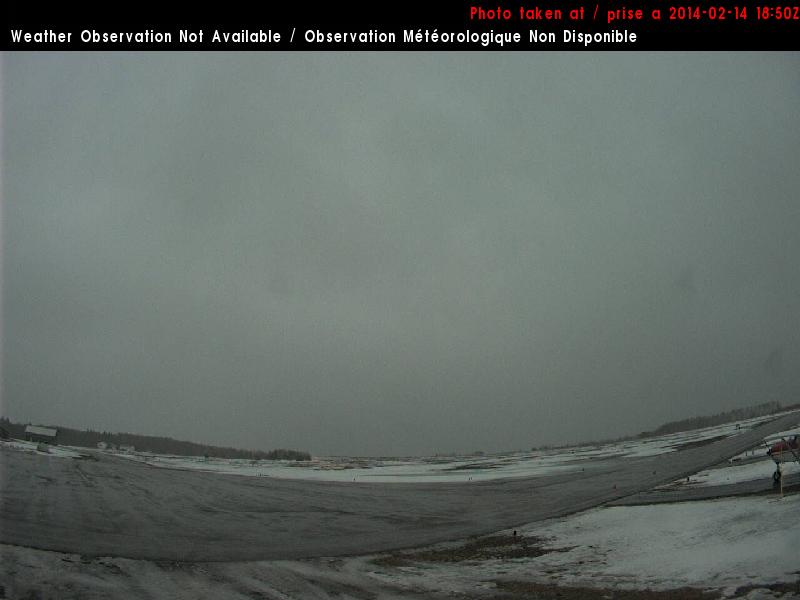 Photo taken at / prise a 2014-02-14 18:50Z
Weather Observation Not Available / Observation Météorologique Non Disponible